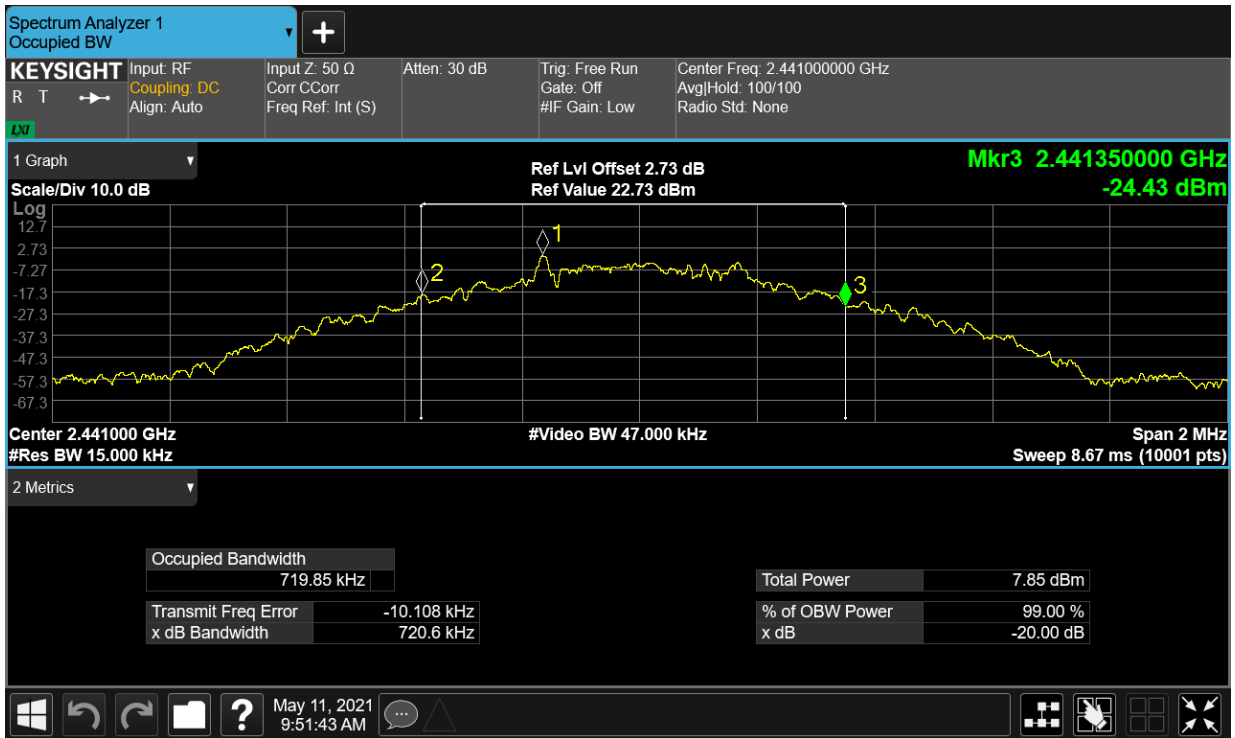 Spectrum Analyzer 1
Occupied BW
▼
+
KEYSIGHT
R T
LXI
Input: RF
Coupling: DC
Align: Auto
Input Z: 50 Ω
Corr CCorr
Freq Ref: Int (S)
Atten: 30 dB
Trig: Free Run
Gate: Off
#IF Gain: Low
Center Freq: 2.441000000 GHz
Avg|Hold: 100/100
Radio Std: None
1 Graph ▼
Scale/Div 10.0 dB
Ref Lvl Offset 2.73 dB
Ref Value 22.73 dBm
Mkr3 2.441350000 GHz
-24.43 dBm
Log
12.7
2.73
-7.27
-17.3
-27.3
-37.3
-47.3
-57.3
-67.3
1
2
3
Center 2.441000 GHz
#Video BW 47.000 kHz
Span 2 MHz
#Res BW 15.000 kHz
Sweep 8.67 ms (10001 pts)
2 Metrics ▼
Occupied Bandwidth
719.85 kHz
Transmit Freq Error -10.108 kHz
x dB Bandwidth 720.6 kHz
Total Power 7.85 dBm
% of OBW Power 99.00 %
x dB -20.00 dB
?
May 11, 2021
9:51:43 AM